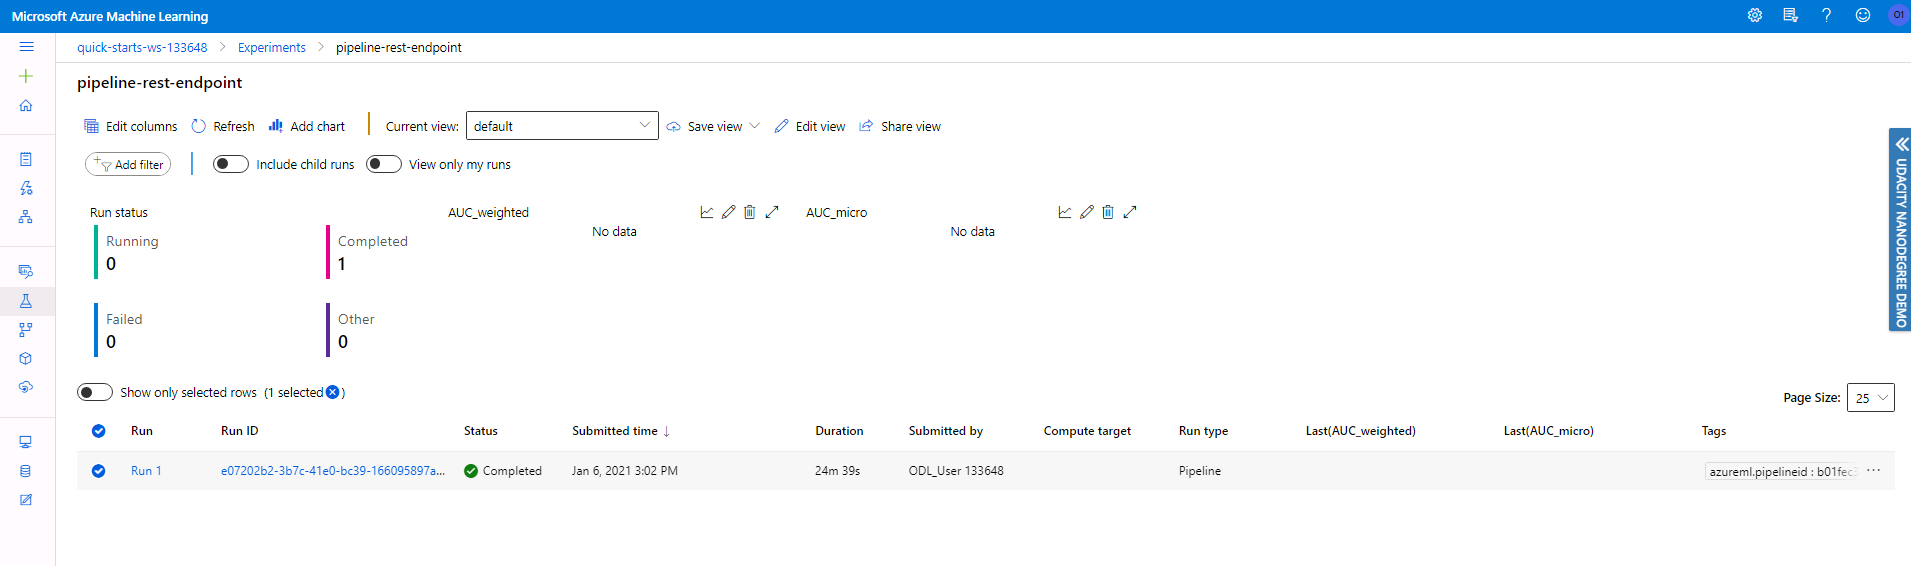 Microsoft Azure Machine Learning
O1
quick-starts-ws-133648 > Experiments > pipeline-rest-endpoint
pipeline-rest-endpoint
Edit columns Refresh Add chart Current view: default Save view Edit view Share view
Add filter Include child runs View only my runs
UDACITY NANODEGREE DEMO
Run status AUC_weighted AUC_micro
No data No data
Running Completed
0 1
Failed Other
0 0
Show only selected rows (1 selected )
Page Size: 25
Run Run ID Status Submitted time ↓ Duration Submitted by Compute target Run type Last(AUC_weighted) Last(AUC_micro) Tags
Run 1 e07202b2-3b7c-41e0-bc39-166095897a... Completed Jan 6, 2021 3:02 PM 24m 39s ODL_User 133648 Pipeline azureml.pipelineid : b01fec3 ...